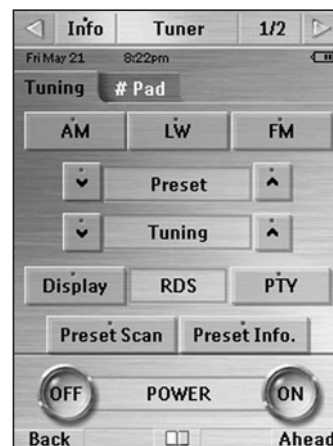 Info Tuner 1/2
Fri May 21 8:22pm
Tuning # Pad
AM LW FM
Preset
Tuning
Display RDS PTY
Preset Scan Preset Info.
OFF POWER ON
Back Ahead